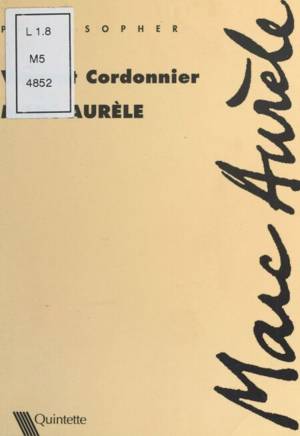 P SOPHER
L 1.8
M5
4852
V t Cordonnier
M AURÈLE
Marc Aurèle
Quintette